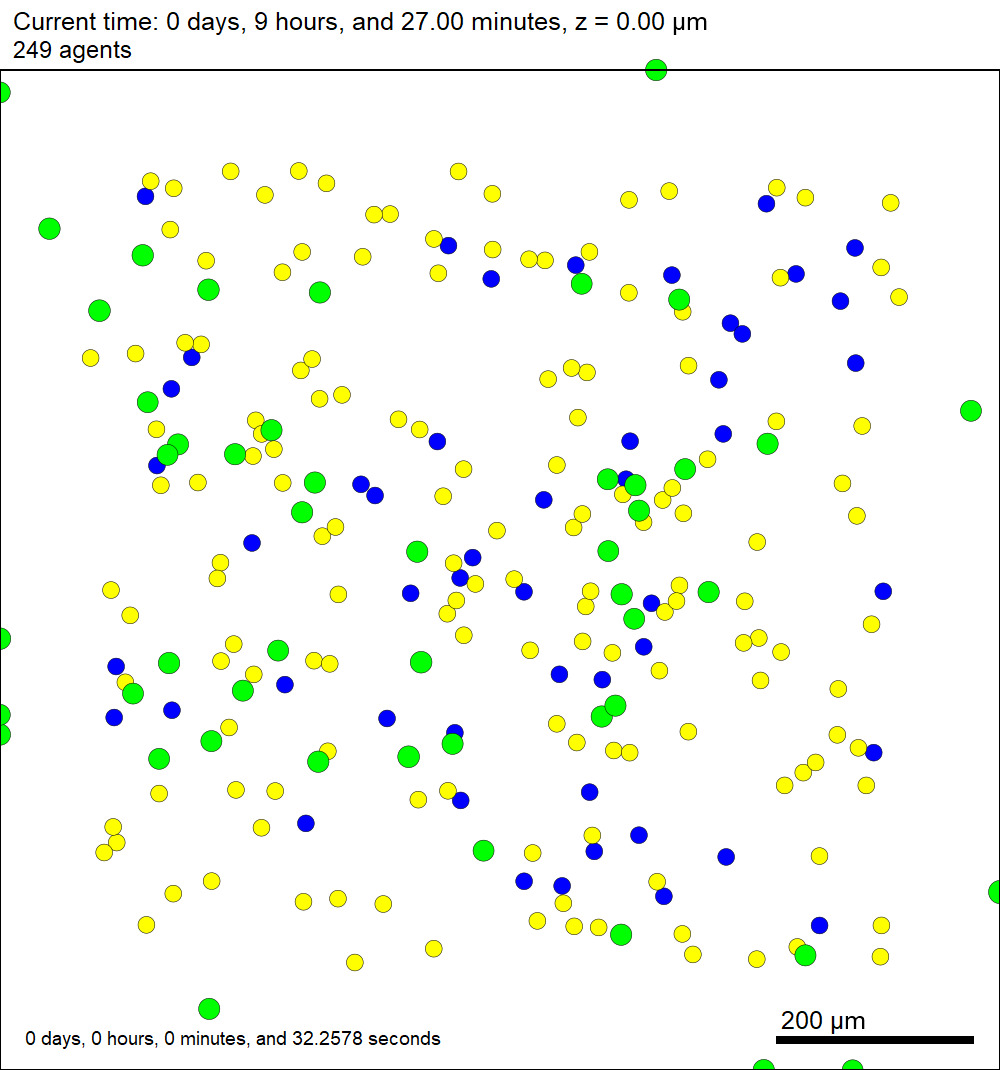 Current time: 0 days, 9 hours, and 27.00 minutes, z = 0.00 µm
249 agents
200 µm
0 days, 0 hours, 0 minutes, and 32.2578 seconds